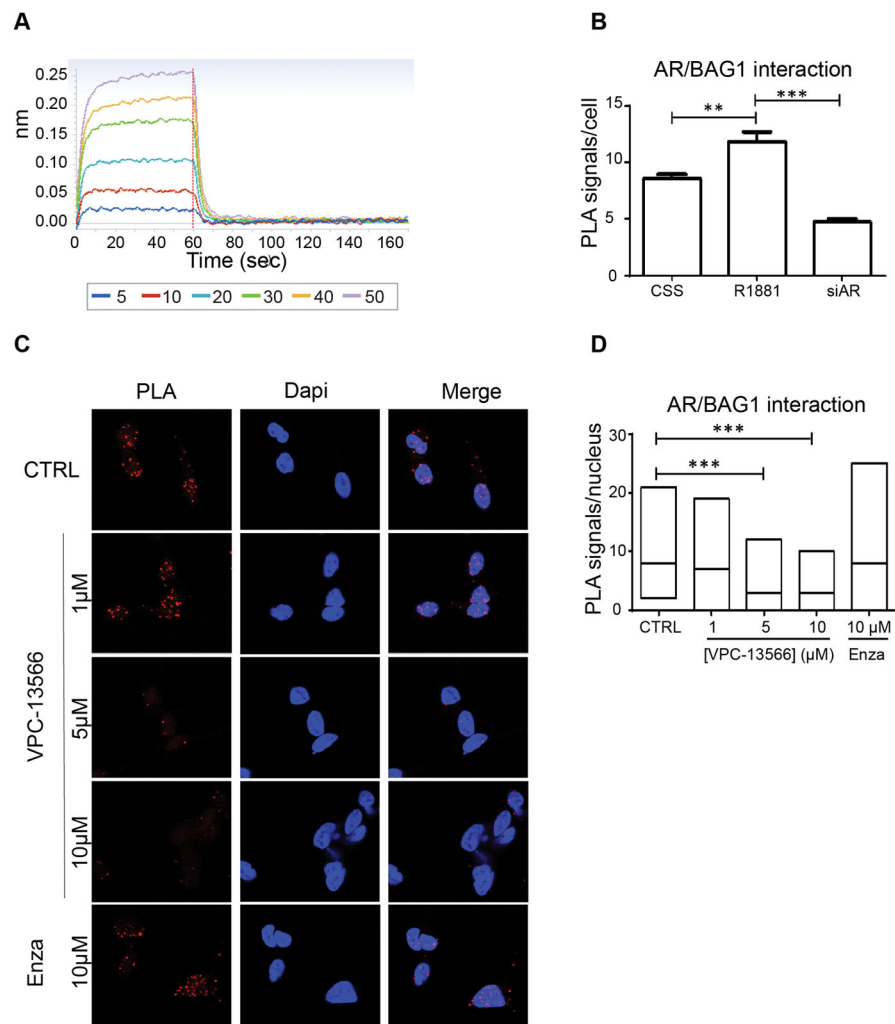 A
0.25
0.20
0.15
0.10
0.05
0.00
nm
0 20 40 60 80 100 120 140 160
Time (sec)
5 10 20 30 40 50
B
AR/BAG1 interaction
*** 
**
15
10
5
0
PLA signals/cell
CSS R1881 siAR
C
PLA Dapi Merge
CTRL
VPC-13566
1µM
5µM
10µM
Enza
10µM
D
AR/BAG1 interaction
***
***
30
20
10
0
PLA signals/nucleus
CTRL 1 5 10 10 µM
[VPC-13566] (µM) Enza